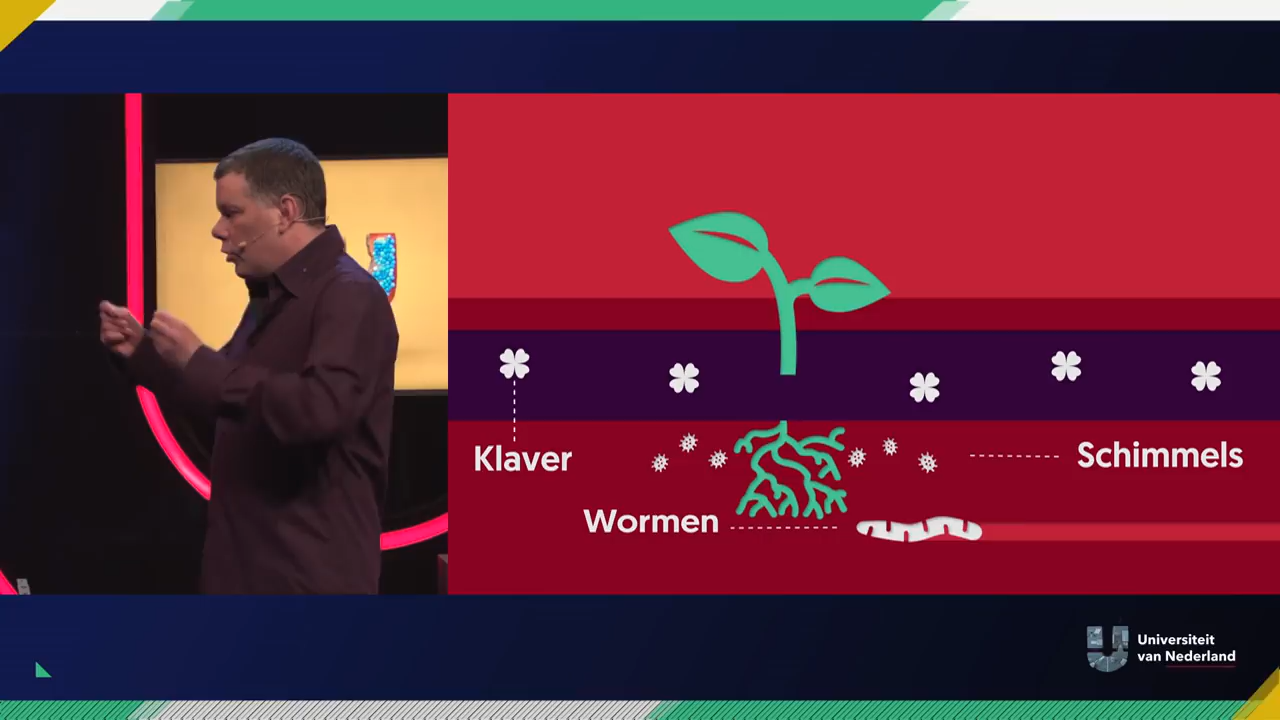 Klaver
Schimmels
Wormen
Universiteit
van Nederland